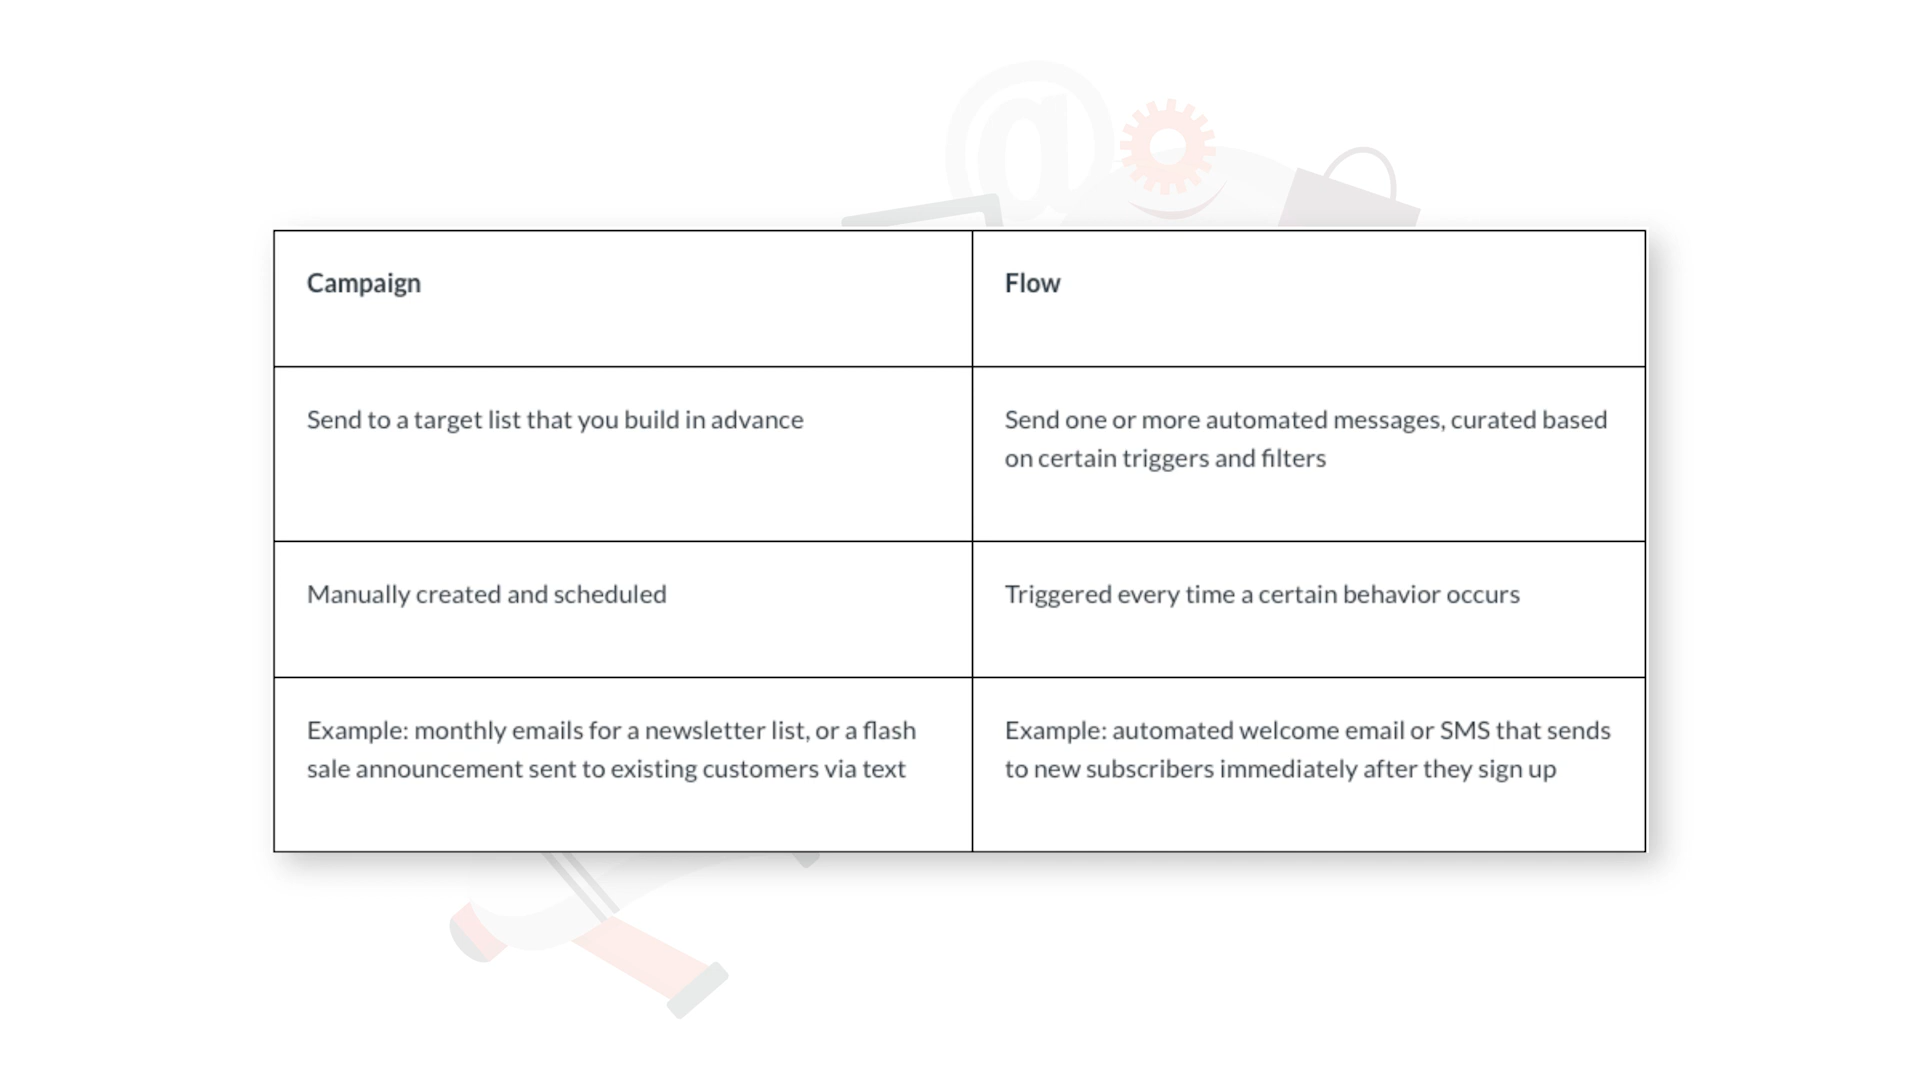 Campaign
Flow
Send to a target list that you build in advance
Send one or more automated messages, curated based
on certain triggers and filters
Manually created and scheduled
Triggered every time a certain behavior occurs
Example: monthly emails for a newsletter list, or a flash
sale announcement sent to existing customers via text
Example: automated welcome email or SMS that sends
to new subscribers immediately after they sign up
@